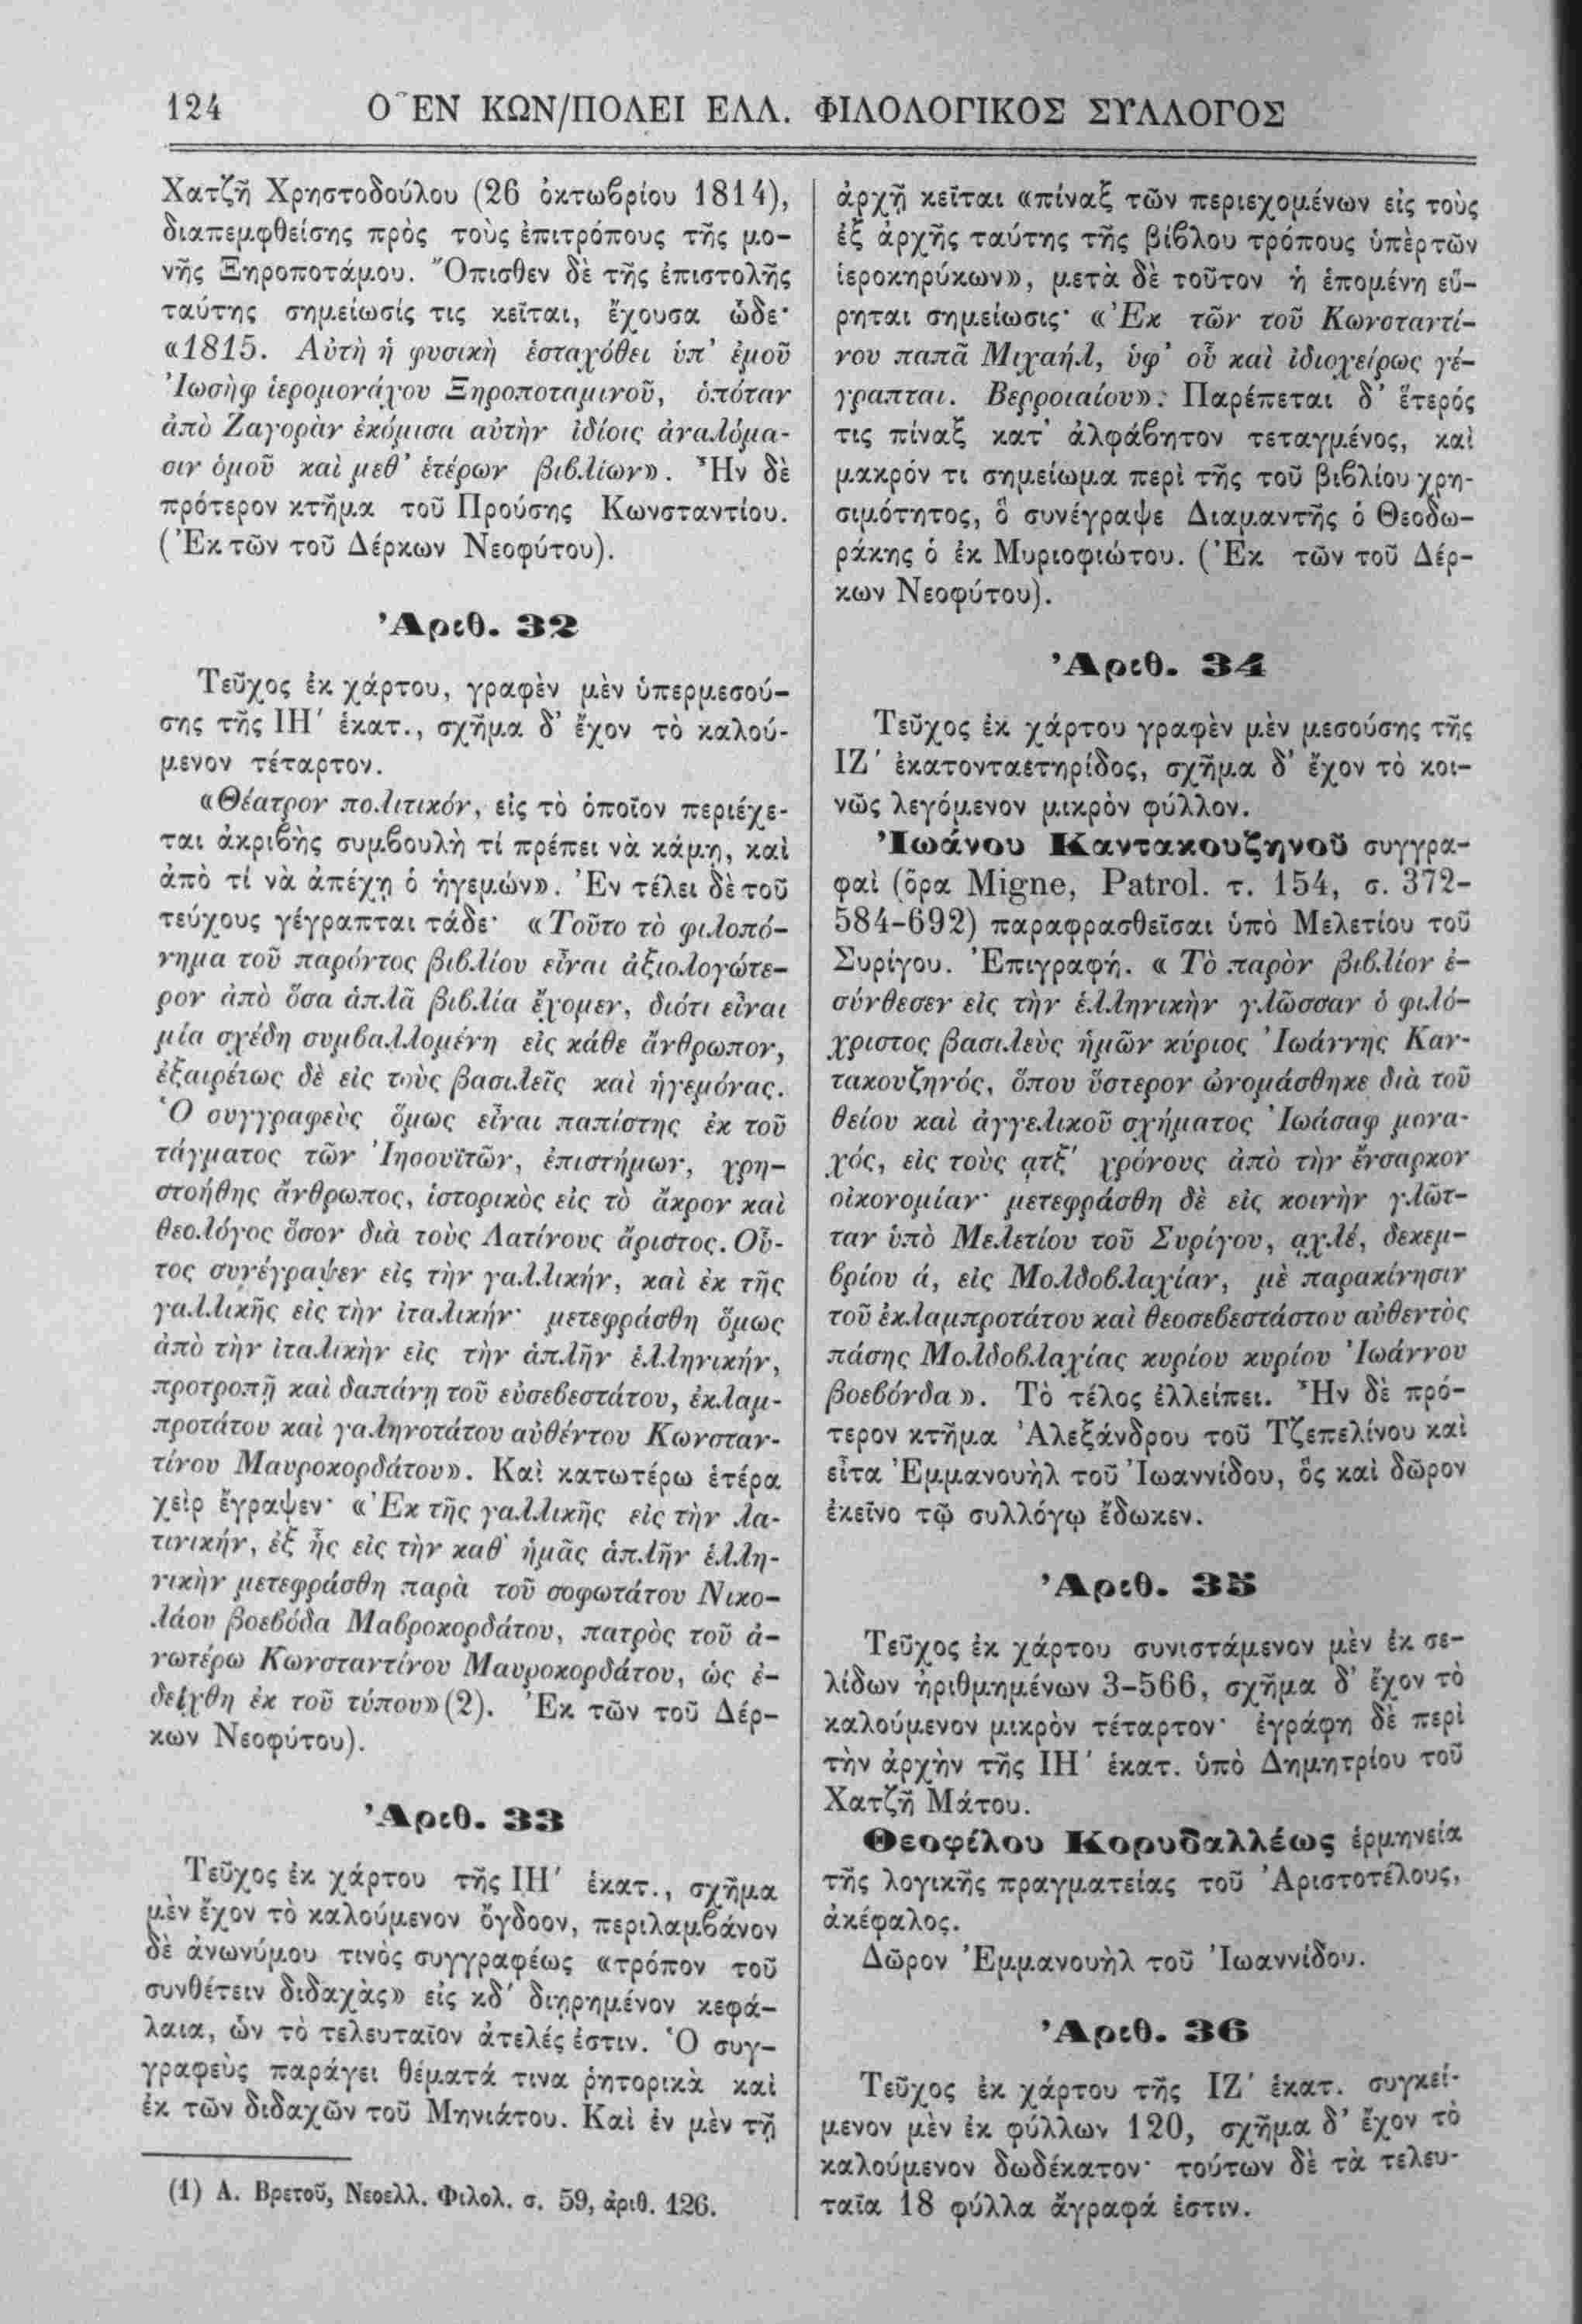 124 Ο῾ ΕΝ ΚΩΝ/ΠΟΛΕΙ ΕΛΛ. ΦΙΛΟΛΟΓΙΚΟΣ ΣΥΛΛΟΓΟΣ
Χατζῆ Χρηστοδούλου (26 ὀκτωβρίου 1814),
διαπεμφθείσης πρὸς τοὺς ἐπιτρόπους τῆς μο-
νῆς Ξηροποτάμου. Ὄπισθεν δὲ τῆς ἐπιστολῆς
ταύτης σημείωσίς τις κεῖται, ἔχουσα ὧδε·
«1815. Αὐτὴ ἡ φυσικὴ ἐσταχόθει ὑπ' ἐμοῦ
Ἰωσὴφ ἱερομονάχου Ξηροποταμινοῦ, ὁπόταν
ἀπὸ Ζαγορὰν ἐκόμισα αὐτὴν ἰδίοις ἀναλόμα-
σιν ὁμοῦ καὶ μεθ' ἑτέρων βιβλίων». Ἦν δὲ
πρότερον κτῆμα τοῦ Προύσης Κωνσταντίου.
(Ἐκ τῶν τοῦ Δέρκων Νεοφύτου).
Ἀριθ. 32
Τεῦχος ἐκ χάρτου, γραφὲν μὲν ὑπερμεσού-
σης τῆς ΙΗ' ἑκατ., σχῆμα δ' ἔχον τὸ καλού-
μενον τέταρτον.
«Θέατρον πολιτικόν, εἰς τὸ ὁποῖον περιέχε-
ται ἀκριβὴς συμβουλὴ τί πρέπει νὰ κάμῃ, καὶ
ἀπὸ τί νὰ ἀπέχῃ ὁ ἡγεμών». Ἐν τέλει δὲ τοῦ
τεύχους γέγραπται τάδε· «Τοῦτο τὸ φιλοπό-
νημα τοῦ παρόντος βιβλίου εἶναι ἀξιολογώτε-
ρον ἀπὸ ὅσα ἁπλᾶ βιβλία ἔχομεν, διότι εἶναι
μία σχέδη συμβαλλομένη εἰς κάθε ἄνθρωπον,
ἐξαιρέτως δὲ εἰς τοὺς βασιλεῖς καὶ ἡγεμόνας.
Ὁ συγγραφεὺς ὅμως εἶναι παπίστης ἐκ τοῦ
τάγματος τῶν Ἰησουϊτῶν, ἐπιστήμων, χρη-
στοήθης ἄνθρωπος, ἱστορικὸς εἰς τὸ ἄκρον καὶ
θεολόγος ὅσον διὰ τοὺς Λατίνους ἄριστος. Οὗ-
τος συνέγραψεν εἰς τὴν γαλλικήν, καὶ ἐκ τῆς
γαλλικῆς εἰς τὴν ἰταλικήν· μετεφράσθη ὅμως
ἀπὸ τὴν ἰταλικὴν εἰς τὴν ἁπλῆν ἑλληνικήν,
προτροπῇ καὶ δαπάνῃ τοῦ εὐσεβεστάτου, ἐκλαμ-
προτάτου καὶ γαληνοτάτου αὐθέντου Κωνσταν-
τίνου Μαυροκορδάτου». Καὶ κατωτέρω ἑτέρα
χεὶρ ἔγραψεν· «Ἐκ τῆς γαλλικῆς εἰς τὴν λα-
τινικήν, ἐξ ἧς εἰς τὴν καθ' ἡμᾶς ἁπλῆν ἑλλη-
νικὴν μετεφράσθη παρὰ τοῦ σοφωτάτου Νικο-
λάου βοεβόδα Μαβροκορδάτου, πατρὸς τοῦ ἀ-
νωτέρω Κωνσταντίνου Μαυροκορδάτου, ὡς ἐ-
δείχθη ἐκ τοῦ τύπου»(2). Ἐκ τῶν τοῦ Δέρ-
κων Νεοφύτου).
Ἀριθ. 33
Τεῦχος ἐκ χάρτου τῆς ΙΗ' ἑκατ., σχῆμα
μὲν ἔχον τὸ καλούμενον ὄγδοον, περιλαμβάνον
δὲ ἀνωνύμου τινὸς συγγραφέως «τρόπον τοῦ
συνθέτειν διδαχὰς» εἰς κδ' διῃρημένον κεφά-
λαια, ὧν τὸ τελευταῖον ἀτελές ἐστιν. Ὁ συγ-
γραφεὺς παράγει θέματά τινα ῥητορικὰ καὶ
ἐκ τῶν διδαχῶν τοῦ Μηνιάτου. Καὶ ἐν μὲν τῇ
(1) Α. Βρετοῦ, Νεοελλ. Φιλολ. σ. 59, ἀριθ. 126.
ἀρχῇ κεῖται «πίναξ τῶν περιεχομένων εἰς τοὺς
ἐξ ἀρχῆς ταύτης τῆς βίβλου τρόπους ὑπὲρ τῶν
ἱεροκηρύκων», μετὰ δὲ τοῦτον ἡ ἑπομένη εὕ-
ρηται σημείωσις· «Ἐκ τῶν τοῦ Κωνσταντί-
νου παπᾶ Μιχαήλ, ὑφ' οὗ καὶ ἰδιοχείρως γέ-
γραπται. Βερροιαίου». Παρέπεται δ' ἕτερός
τις πίναξ κατ' ἀλφάβητον τεταγμένος, καὶ
μακρόν τι σημείωμα περὶ τῆς τοῦ βιβλίου χρη-
σιμότητος, ὃ συνέγραψε Διαμαντῆς ὁ Θεοδω-
ράκης ὁ ἐκ Μυριοφιώτου. (Ἐκ τῶν τοῦ Δέρ-
κων Νεοφύτου).
Ἀριθ. 34
Τεῦχος ἐκ χάρτου γραφὲν μὲν μεσούσης τῆς
ΙΖ' ἑκατονταετηρίδος, σχῆμα δ' ἔχον τὸ κοι-
νῶς λεγόμενον μικρὸν φύλλον.
Ἰωάνου Καντακουζηνοῦ συγγρα-
φαὶ (ὅρα Migne, Patrol. τ. 154, σ. 372-
584-692) παραφρασθεῖσαι ὑπὸ Μελετίου τοῦ
Συρίγου. Ἐπιγραφή. « Τὸ παρὸν βιβλίον ἐ-
σύνθεσεν εἰς τὴν ἑλληνικὴν γλῶσσαν ὁ φιλό-
χριστος βασιλεὺς ἡμῶν κύριος Ἰωάννης Καν-
τακουζηνός, ὅπου ὕστερον ὠνομάσθηκε διὰ τοῦ
θείου καὶ ἀγγελικοῦ σχήματος Ἰωάσαφ μονα-
χός, εἰς τοὺς ͵ατξ' χρόνους ἀπὸ τὴν ἔνσαρκον
οἰκονομίαν· μετεφράσθη δὲ εἰς κοινὴν γλῶτ-
ταν ὑπὸ Μελετίου τοῦ Συρίγου, ͵αχλέ, δεκεμ-
βρίου ά, εἰς Μολδοβλαχίαν, μὲ παρακίνησιν
τοῦ ἐκλαμπροτάτου καὶ θεοσεβεστάστου αὐθεντὸς
πάσης Μολδοβλαχίας κυρίου κυρίου Ἰωάννου
βοεβόνδα ». Τὸ τέλος ἐλλείπει. Ἦν δὲ πρό-
τερον κτῆμα Ἀλεξάνδρου τοῦ Τζεπελίνου καὶ
εἶτα Ἐμμανουὴλ τοῦ Ἰωαννίδου, ὃς καὶ δῶρον
ἐκεῖνο τῷ συλλόγῳ ἔδωκεν.
Ἀριθ. 35
Τεῦχος ἐκ χάρτου συνιστάμενον μὲν ἐκ σε-
λίδων ἠριθμημένων 3-566, σχῆμα δ' ἔχον τὸ
καλούμενον μικρὸν τέταρτον· ἐγράφη δὲ περὶ
τὴν ἀρχὴν τῆς ΙΗ' ἑκατ. ὑπὸ Δημητρίου τοῦ
Χατζῆ Μάτου.
Θεοφίλου Κορυδαλλέως ἑρμηνεία
τῆς λογικῆς πραγματείας τοῦ Ἀριστοτέλους,
ἀκέφαλος.
Δῶρον Ἐμμανουὴλ τοῦ Ἰωαννίδου.
Ἀριθ. 36
Τεῦχος ἐκ χάρτου τῆς ΙΖ' ἑκατ. συγκεί-
μενον μὲν ἐκ φύλλων 120, σχῆμα δ' ἔχον τὸ
καλούμενον δωδέκατον· τούτων δὲ τὰ τελευ-
ταῖα 18 φύλλα ἄγραφά ἐστιν.